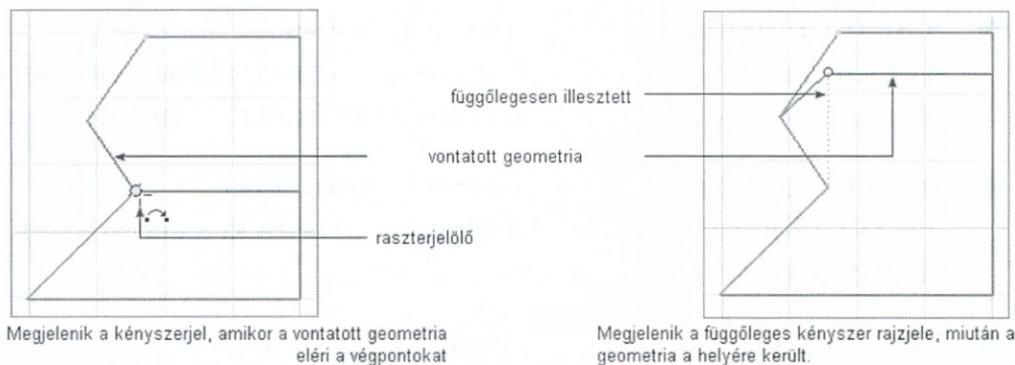 függőlegesen illesztett
vontatott geometria
raszterjelölő
Megjelenik a kényszerjel, amikor a vontatott geometria
eléri a végpontokat
Megjelenik a függőleges kényszer rajzjele, miután a
geometria a helyére került.